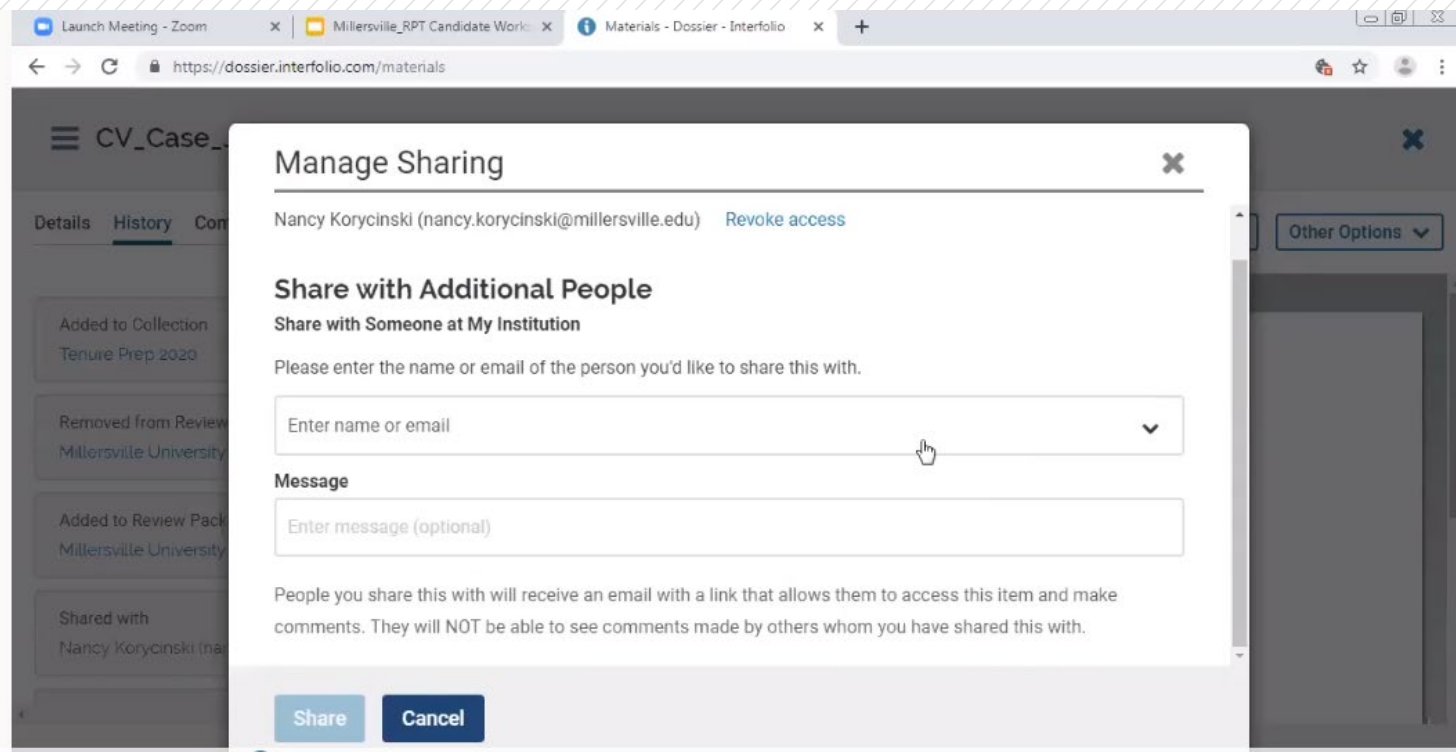 Launch Meeting - Zoom
Millersville_RPT Candidate Works
Materials - Dossier - Interfolio
https://dossier.interfolio.com/materials
CV_Case_
Manage Sharing
Details History
Nancy Korycinski (nancy.korycinski@millersville.edu) Revoke access
Other Options
Share with Additional People
Share with Someone at My Institution
Added to Collection
Tenure Prep 2020
Please enter the name or email of the person you'd like to share this with.
Removed from Review
Millersville University
Enter name or email
Message
Added to Review Pack
Millersville University
Enter message (optional)
People you share this with will receive an email with a link that allows them to access this item and make
comments. They will NOT be able to see comments made by others whom you have shared this with.
Shared with
Nancy Korycinski (nan
Share Cancel